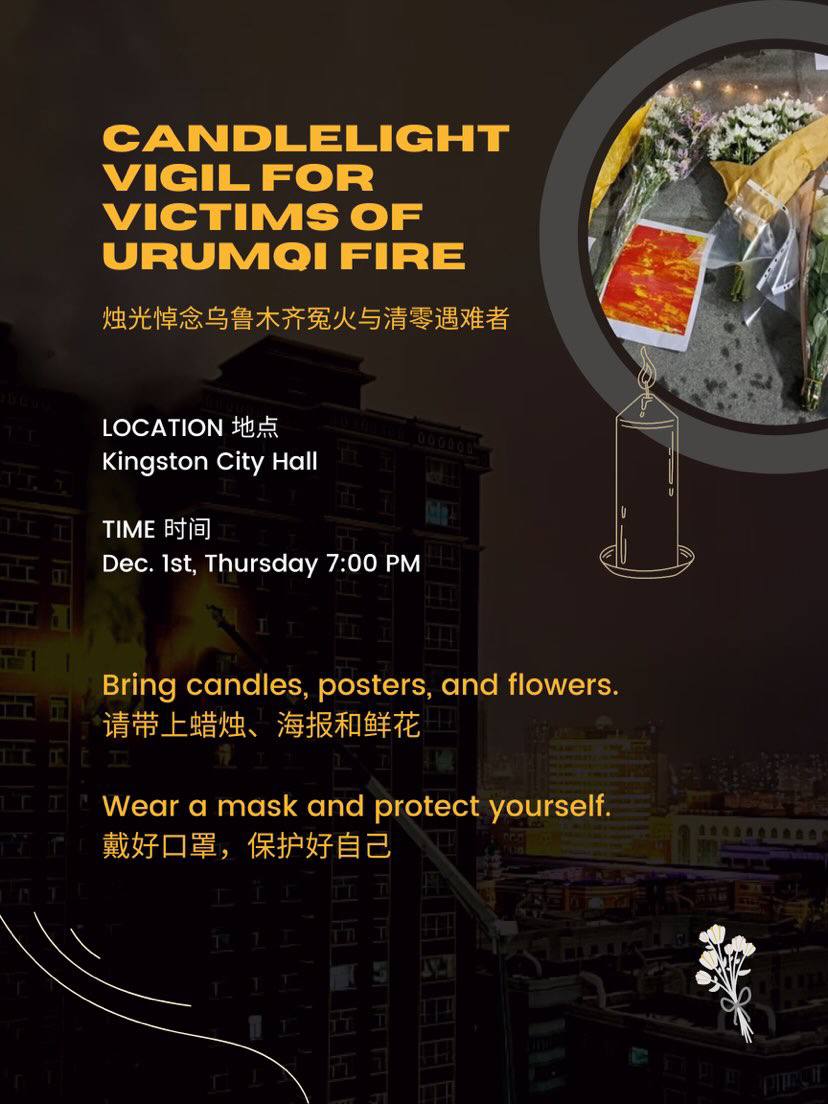 CANDLELIGHT
VIGIL FOR
VICTIMS OF
URUMQI FIRE
烛光悼念乌鲁木齐冤火与清零遇难者
LOCATION 地点
Kingston City Hall
TIME 时间
Dec. 1st, Thursday 7:00 PM
Bring candles, posters, and flowers.
请带上蜡烛、海报和鲜花
Wear a mask and protect yourself.
戴好口罩，保护好自己